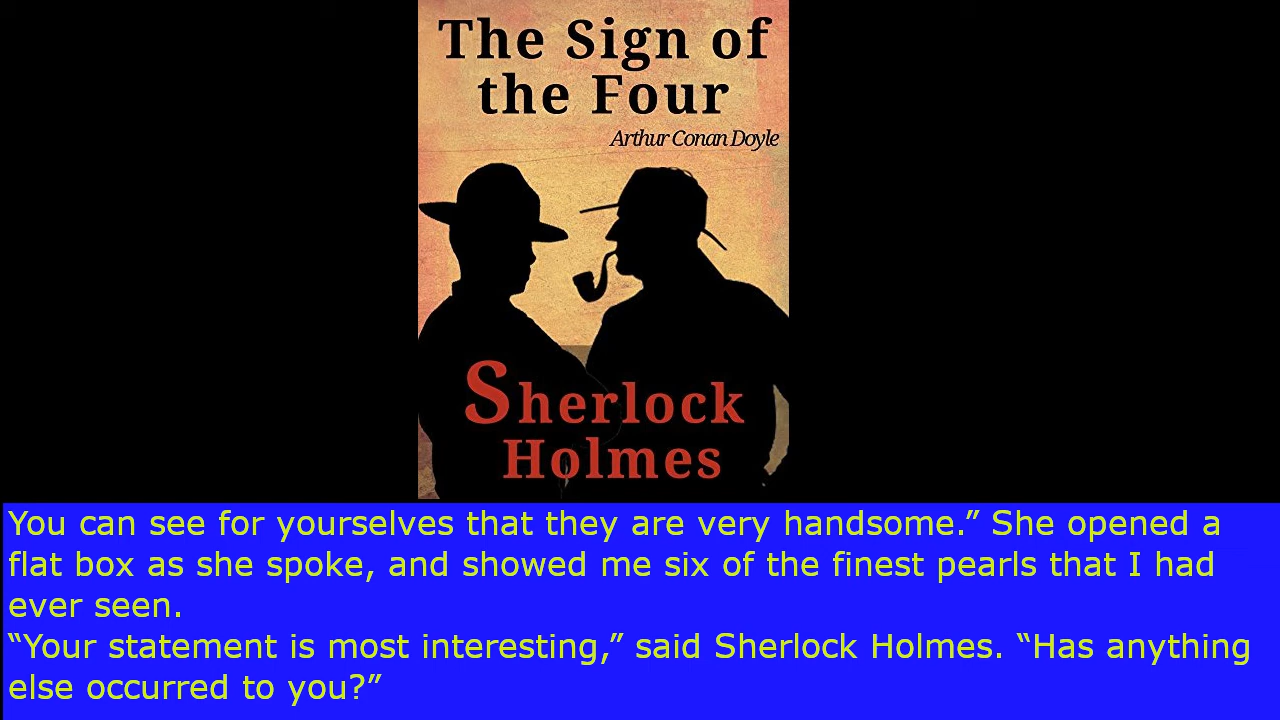 The Sign of
the Four
Arthur Conan Doyle
Sherlock
Holmes
You can see for yourselves that they are very handsome.” She opened a
flat box as she spoke, and showed me six of the finest pearls that I had
ever seen.
“Your statement is most interesting,” said Sherlock Holmes. “Has anything
else occurred to you?”